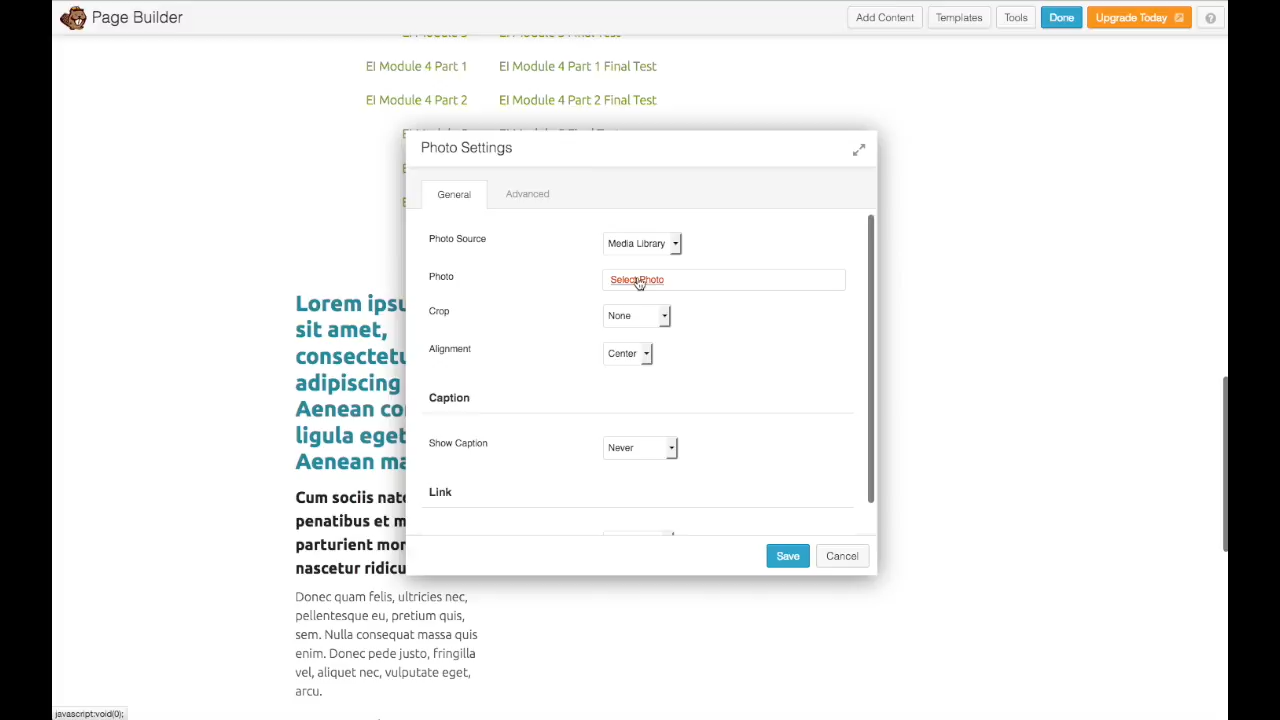 Page Builder
Add Content
Templates
Tools
Done
Upgrade Today
?
EI Module 4 Part 1
EI Module 4 Part 1 Final Test
EI Module 4 Part 2
EI Module 4 Part 2 Final Test
Photo Settings
General
Advanced
Photo Source
Media Library
Photo
Select Photo
Crop
None
Alignment
Center
Caption
Show Caption
Never
Link
Save
Cancel
Lorem ipsu
sit amet,
consectetu
adipiscing
Aenean co
ligula eget
Aenean ma
Cum sociis nato
penatibus et m
parturient mon
nascetur ridicu
Donec quam felis, ultricies nec,
pellentesque eu, pretium quis,
sem. Nulla consequat massa quis
enim. Donec pede justo, fringilla
vel, aliquet nec, vulputate eget,
arcu.
javascript:void(0);